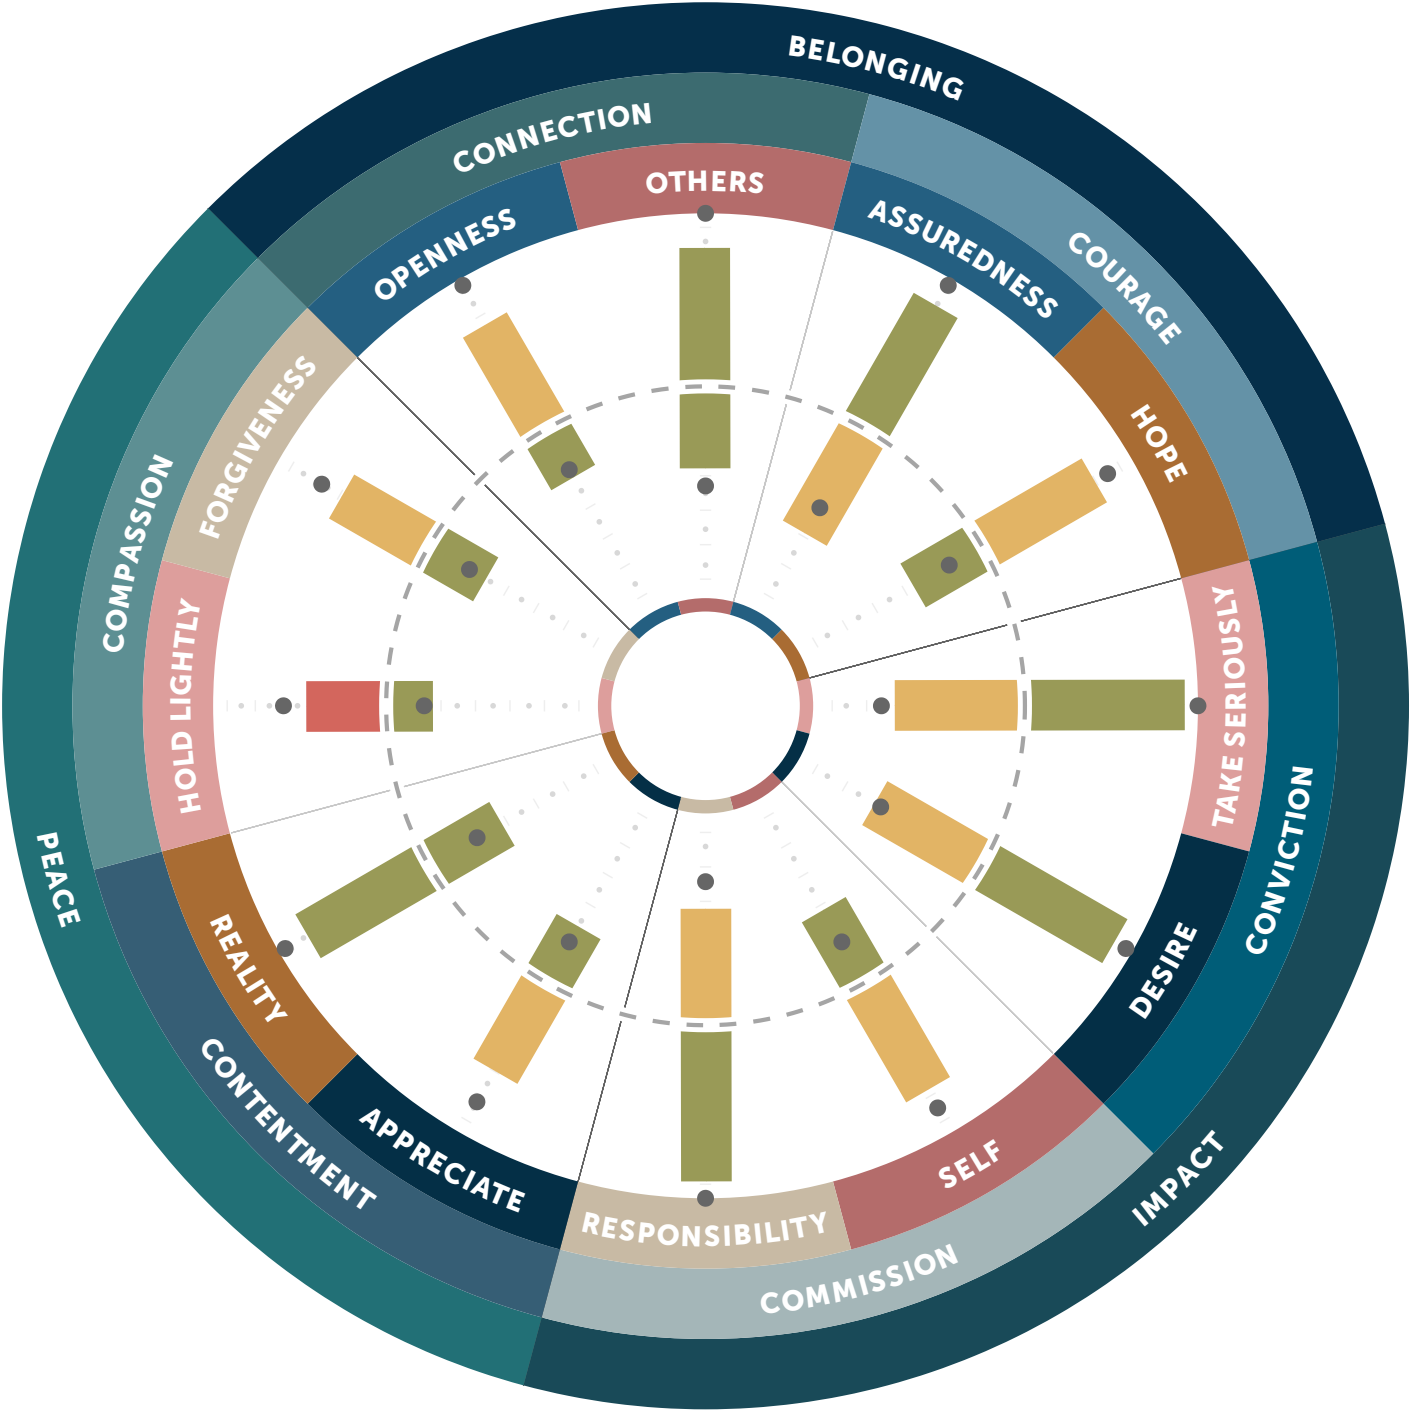 BELONGING
CONNECTION
COURAGE
OTHERS
OPENNESS
ASSUREDNESS
HOPE
FORGIVENESS
COMPASSION
HOLD LIGHTLY
TAKE SERIOUSLY
CONVICTION
PEACE
REALITY
DESIRE
CONTENTMENT
APPRECIATE
SELF
IMPACT
RESPONSIBILITY
COMMISSION